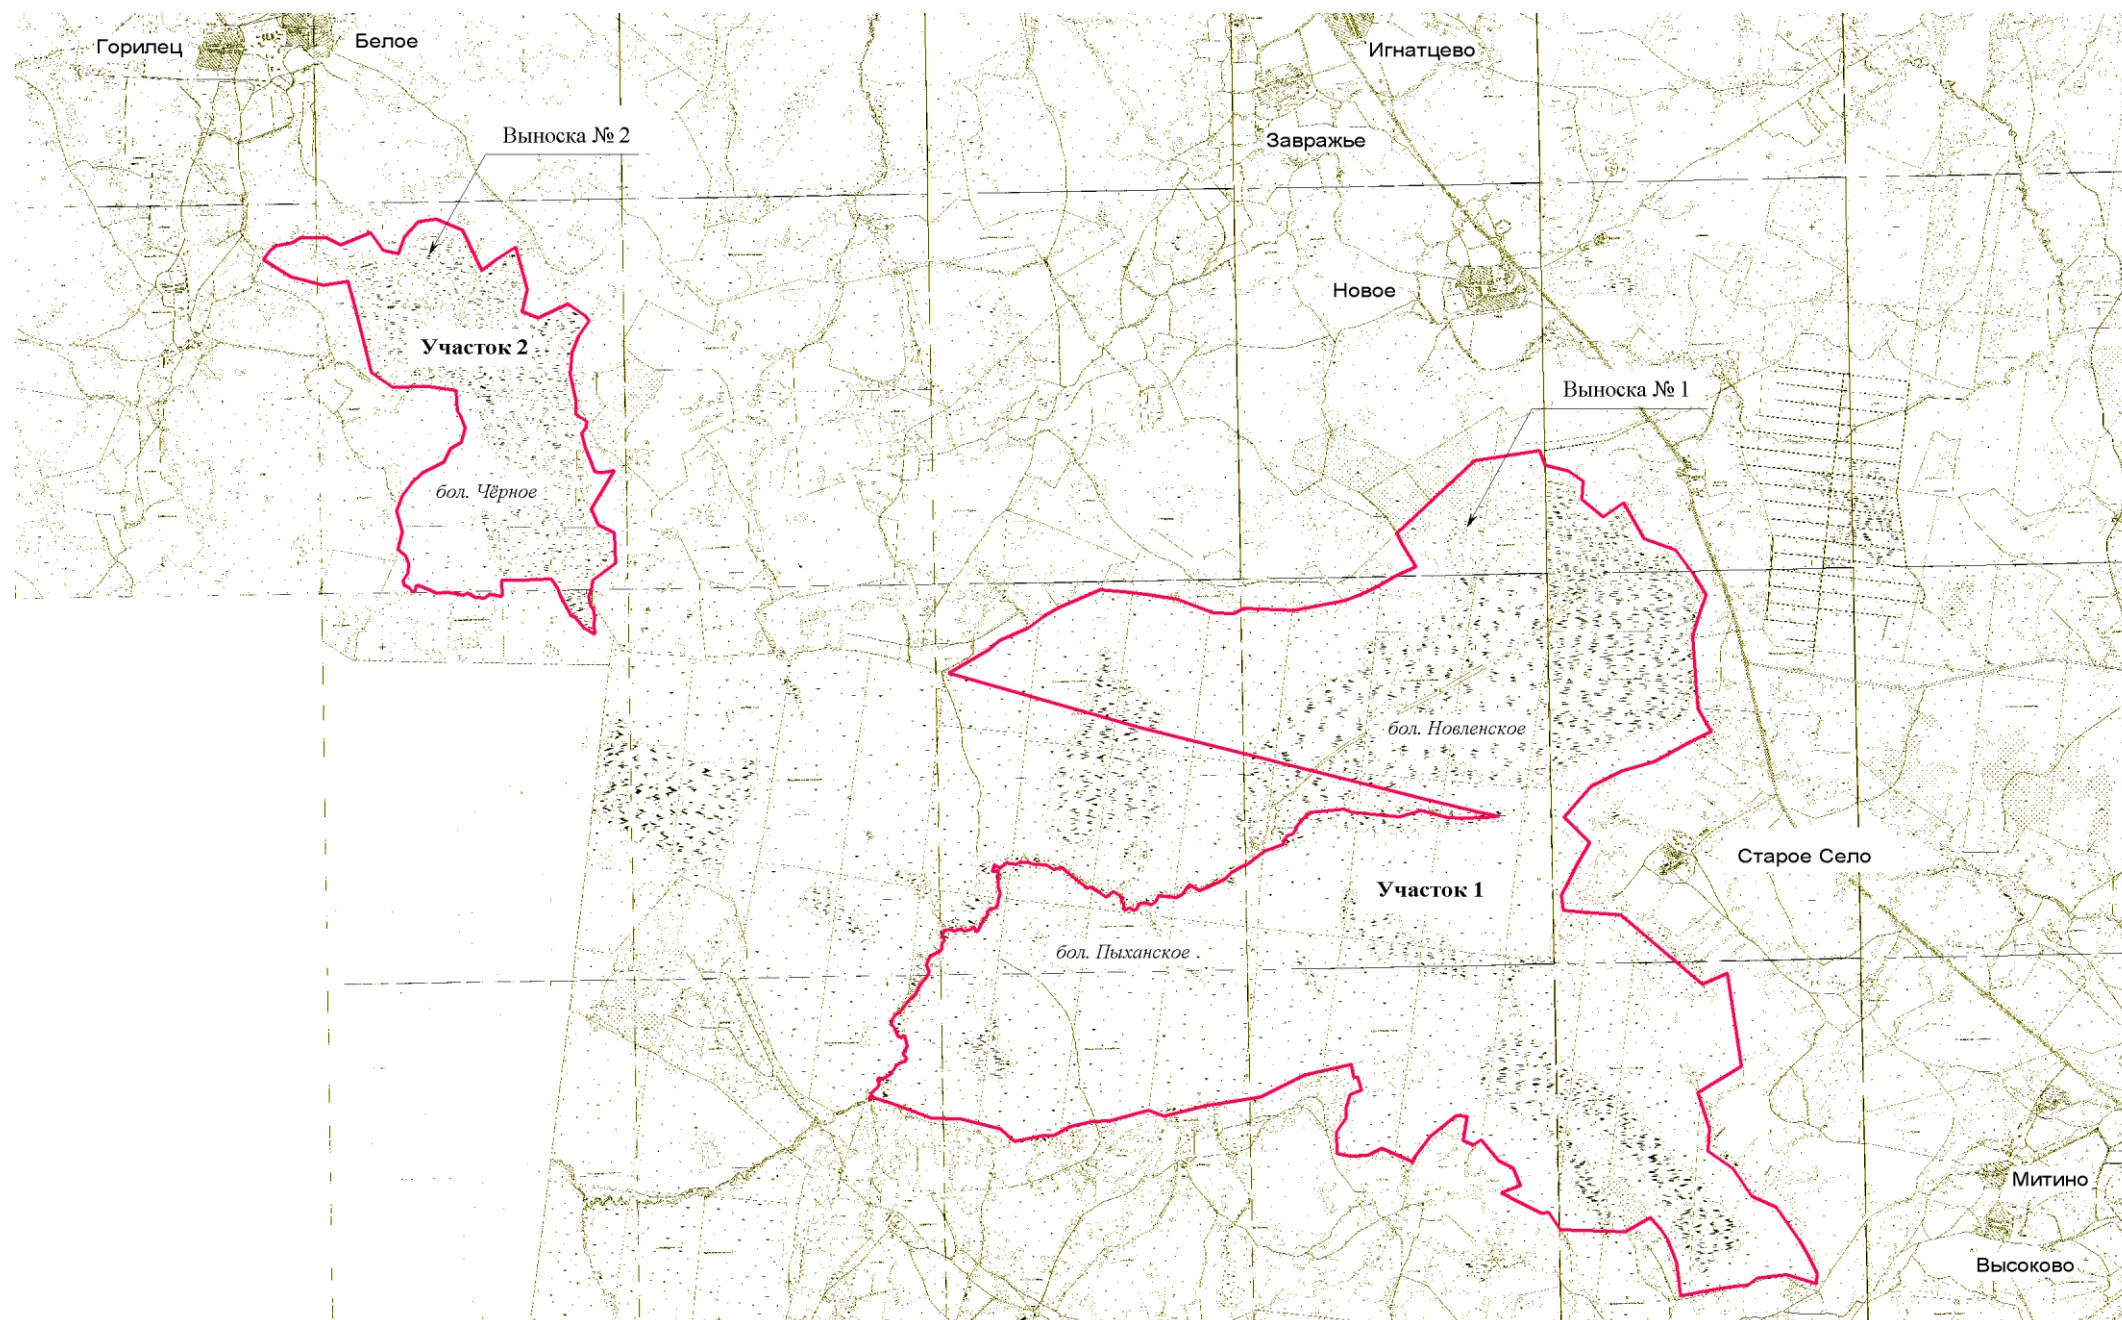 Горилец
Белое
Игнатцево
Выноска № 2
Завражье
Новое
Участок 2
Выноска № 1
бол. Чёрное
бол. Новленское
Старое Село
Участок 1
бол. Пыханское
Митино
Высоково